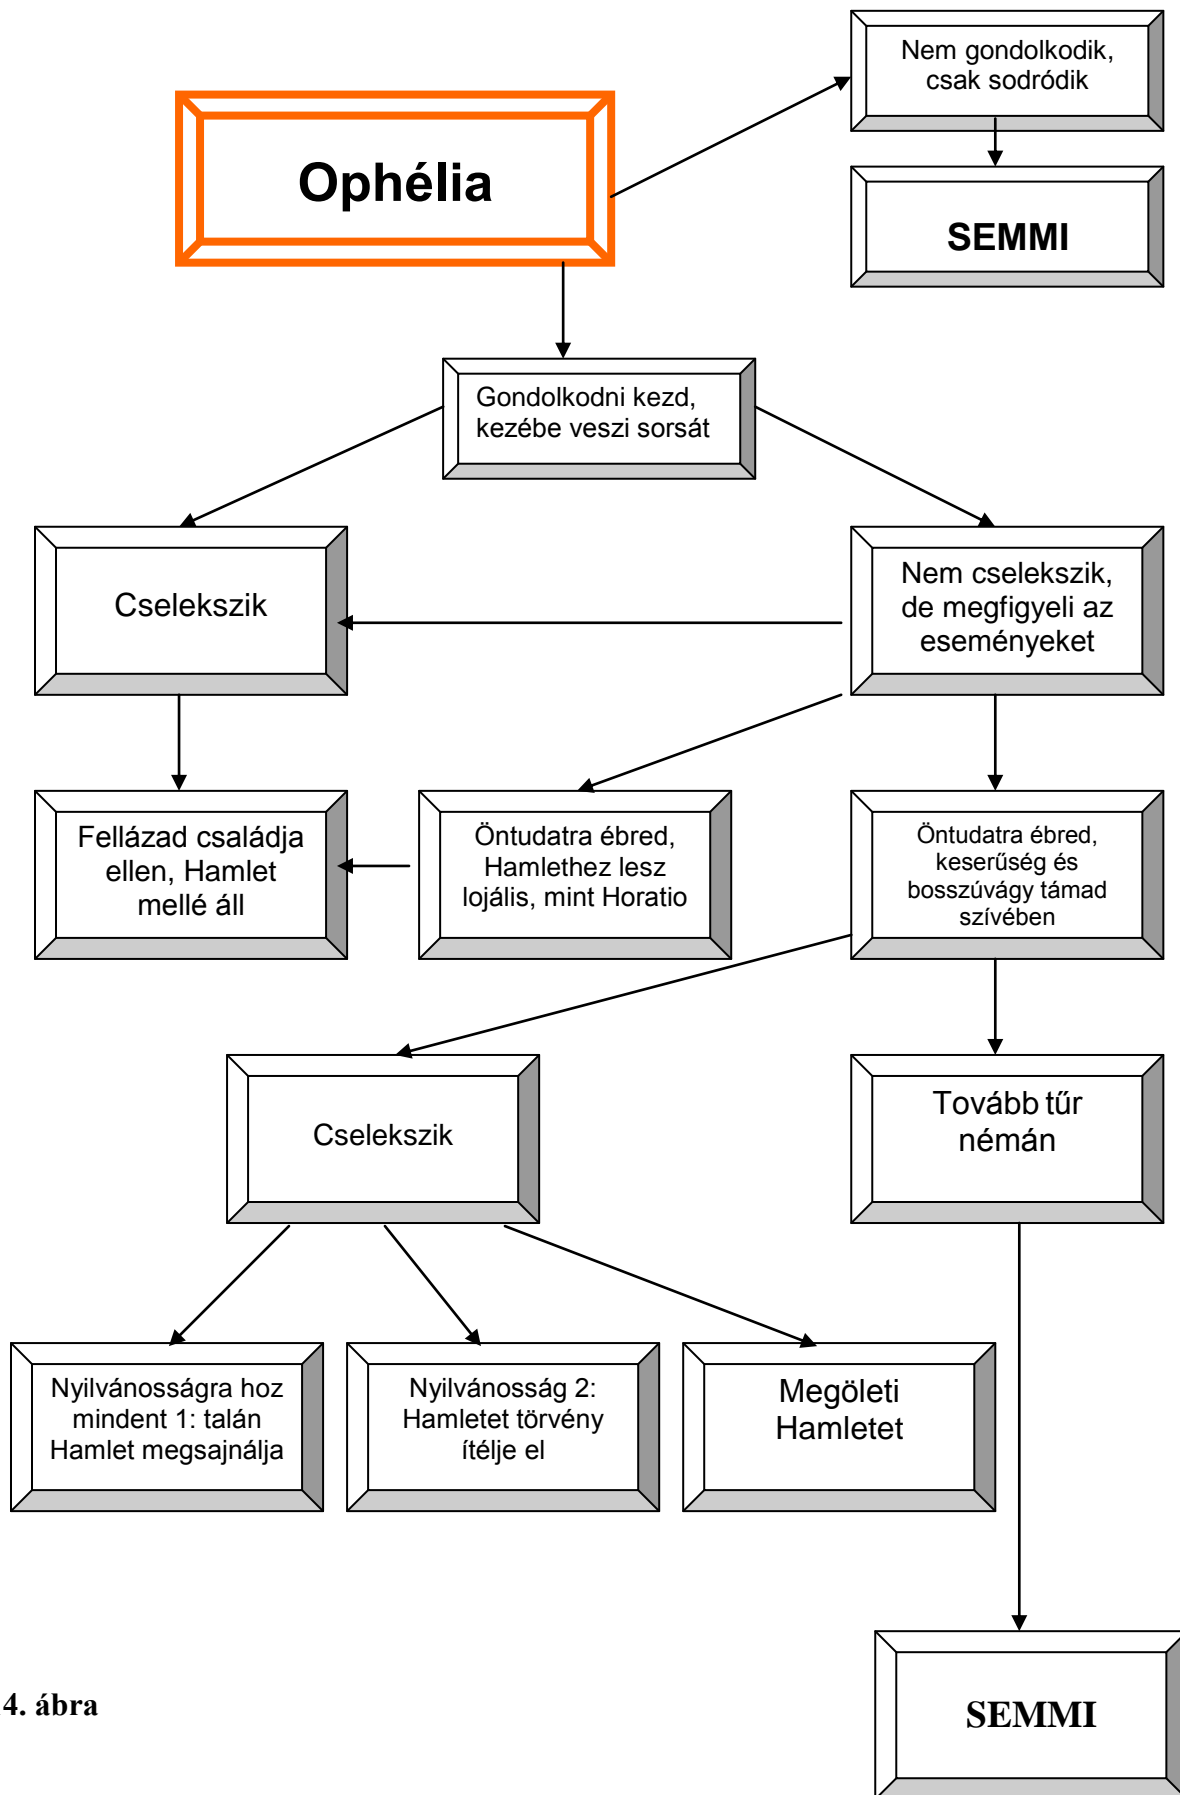 Nem gondolkodik,
csak sodródik
Ophélia
SEMMI
Gondolkodni kezd,
kezébe veszi sorsát
Cselekszik
Nem cselekszik,
de megfigyeli az
eseményeket
Fellázad családja
ellen, Hamlet
mellé áll
Öntudatra ébred,
Hamlethez lesz
lojális, mint Horatio
Öntudatra ébred,
keserűség és
bosszúvágy támad
szívében
Cselekszik
Tovább tűr
némán
Nyilvánosságra hoz
mindent 1: talán
Hamlet megsajnálja
Nyilvánosság 2:
Hamletet törvény
ítélje el
Megöleti
Hamletet
4. ábra
SEMMI